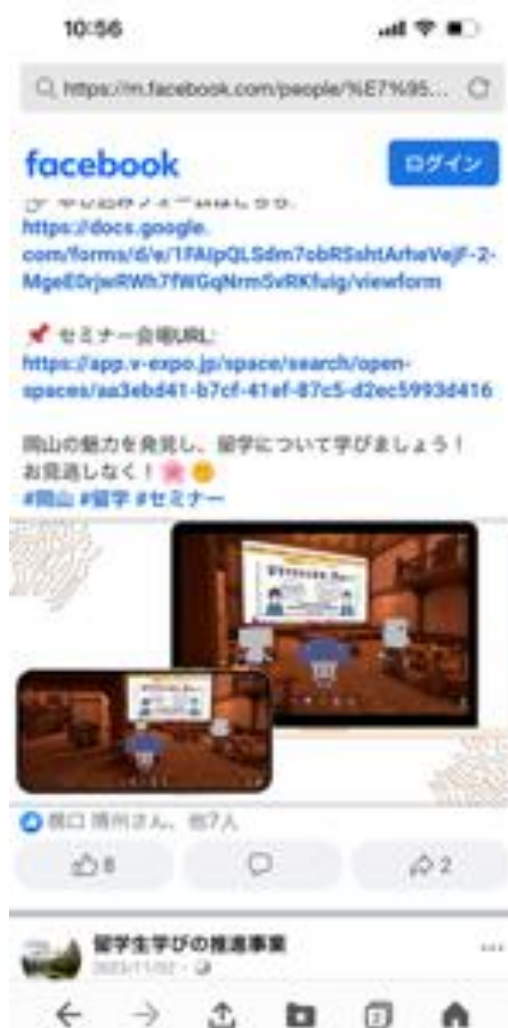 10:56
https://m.facebook.com/people/%E7%95...
facebook
ログイン
https://docs.google.
com/forms/d/e/1FAIpQLSdm7obRSshtArheVejF-2-
MgeE0rjwRWh7fWGqNrm5vRKfuig/viewform
セミナー会場URL:
https://app.v-expo.jp/space/search/open-
spaces/aa3ebd41-b7cf-41ef-87c5-d2ec5993d416
岡山の魅力を発見し、留学について学びましょう！
お見逃しなく！
#岡山 #留学 #セミナー
さん、他7人
8
2
留学生学びの推進事業
2023/11/02